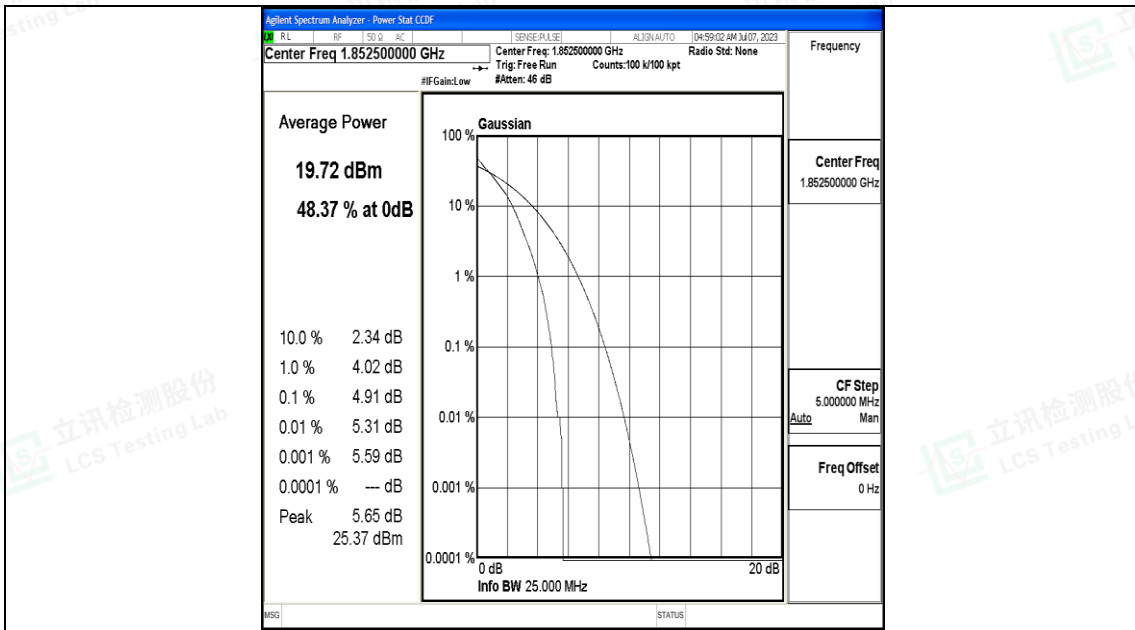 Agilent Spectrum Analyzer - Power Stat CCDF
RL RF 50 Ω AC SENSE:PULSE ALIGN AUTO 04:59:02 AM Jul 07, 2023
Center Freq 1.852500000 GHz
Center Freq: 1.852500000 GHz Radio Std: None
Trig: Free Run Counts:100 k/100 kpt
#IFGain:Low #Atten: 46 dB
Frequency
Average Power
19.72 dBm
48.37 % at 0dB
10.0 % 2.34 dB
1.0 % 4.02 dB
0.1 % 4.91 dB
0.01 % 5.31 dB
0.001 % 5.59 dB
0.0001 % --- dB
Peak 5.65 dB
25.37 dBm
Gaussian
100 %
10 %
1 %
0.1 %
0.01 %
0.001 %
0.0001 %
0 dB 20 dB
Info BW 25.000 MHz
Center Freq
1.852500000 GHz
CF Step
5.000000 MHz
Auto Man
Freq Offset
0 Hz
MSG STATUS
立讯检测股份
LCS Testing Lab
立讯检测股份
LCS Testing L